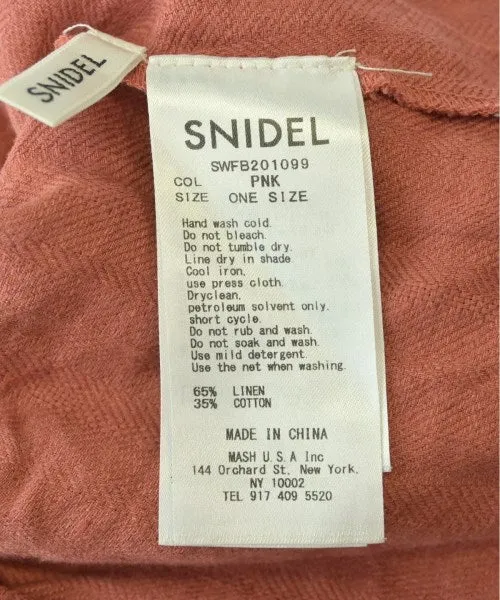 SNIDEL
SNIDEL
SWFB201099
COL PNK
SIZE ONE SIZE
Hand wash cold.
Do not bleach.
Do not tumble dry.
Line dry in shade
Cool iron,
use press cloth.
Dryclean,
petroleum solvent only.
short cycle.
Do not rub and wash.
Do not soak and wash.
Use mild detergent.
Use the net when washing.
65% LINEN
35% COTTON
MADE IN CHINA
MASH U.S.A Inc
144 Orchard St, New York,
NY 10002
TEL 917 409 5520